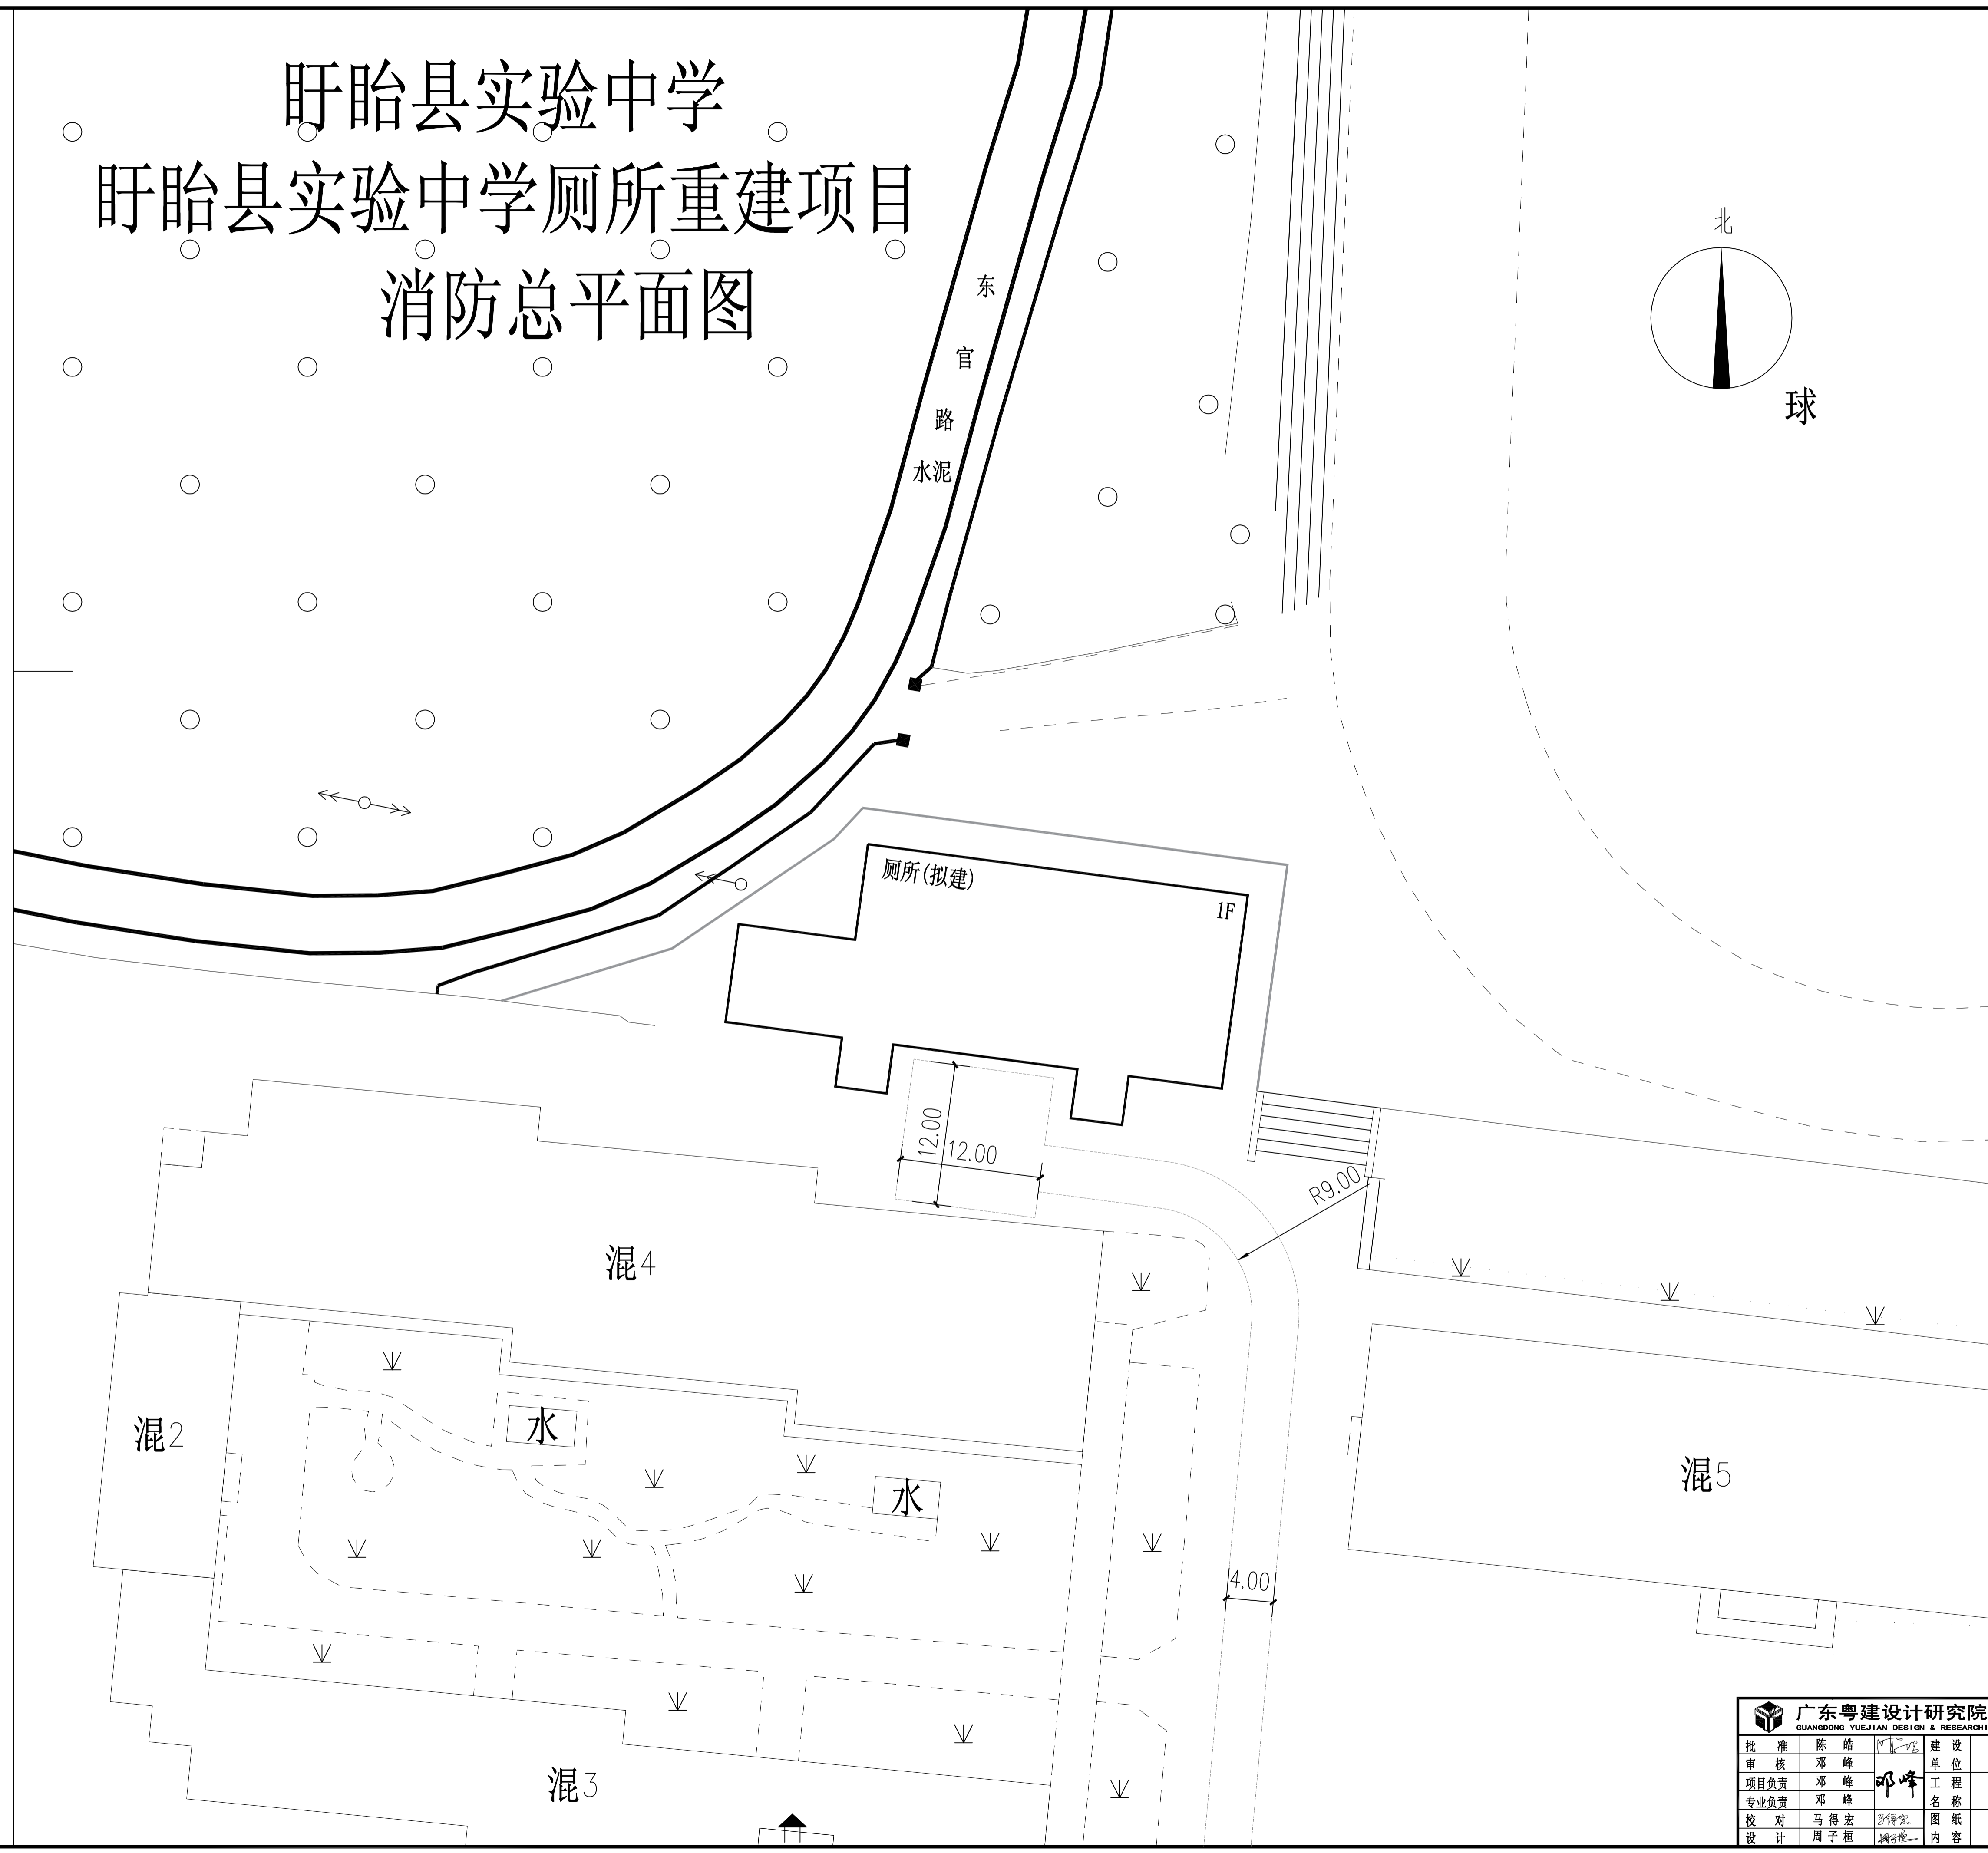 盱眙县实验中学
盱眙县实验中学厕所重建项目
消防总平面图
北
球
东
官
路
水泥
厕所(拟建)
1F
12.00
12.00
R9.00
混4
混2
水
水
混5
4.00
混3
广东粤建设计研究院
GUANGDONG YUEJIAN DESIGN & RESEARCH
批 准 陈 皓 建 设
审 核 邓 峰 单 位
项目负责 邓 峰 邓峰 工 程
专业负责 邓 峰 名 称
校 对 马得宏 图 纸
设 计 周子桓 内 容